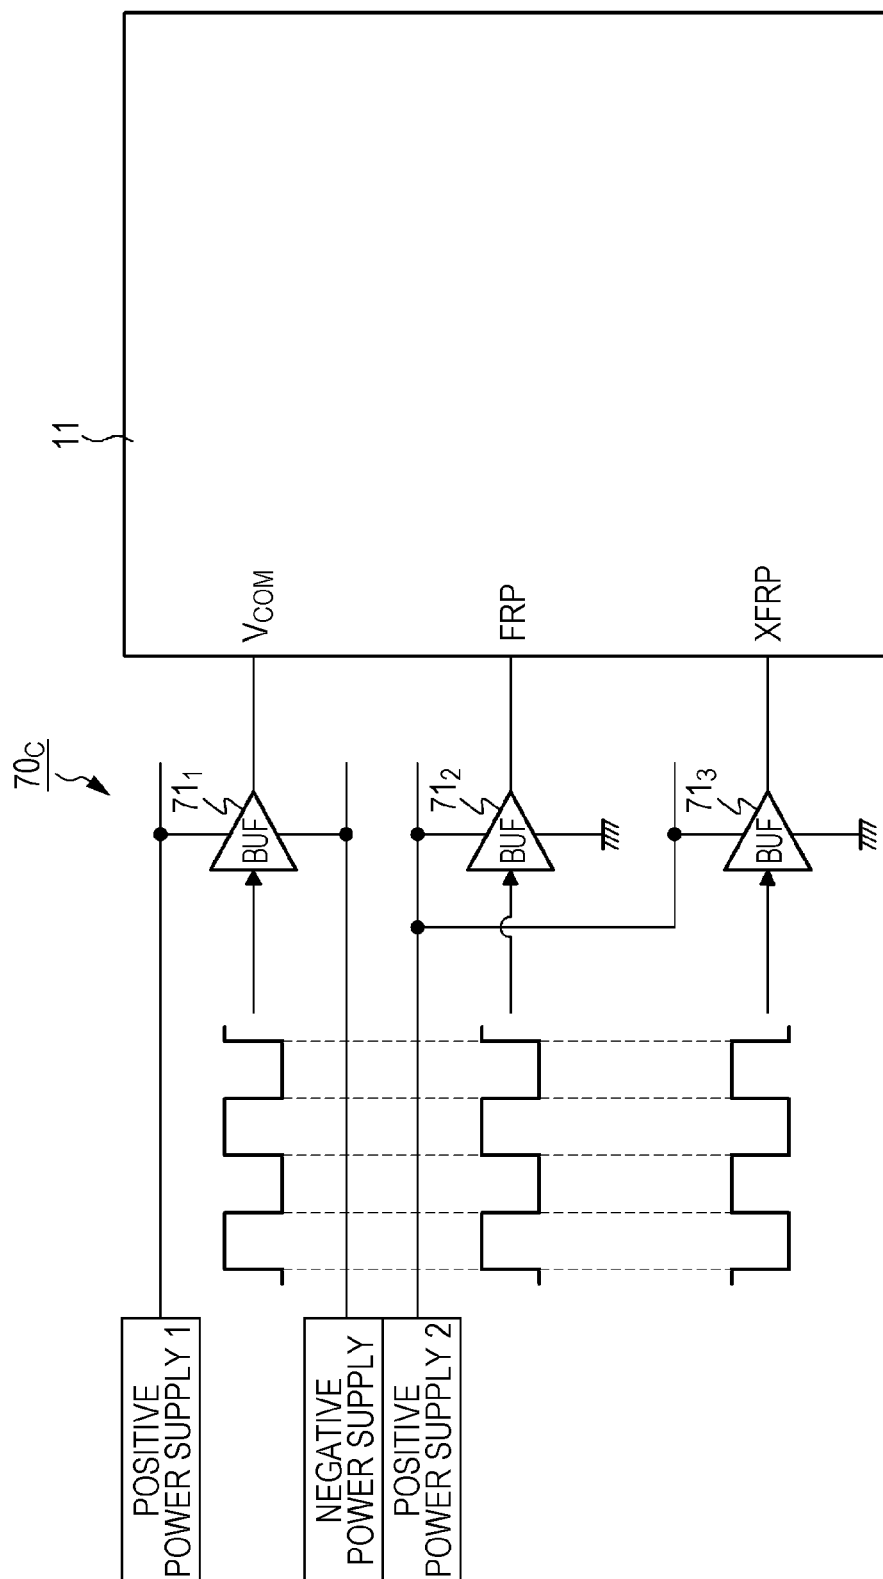 70C
11
POSITIVE
POWER SUPPLY 1
711
BUF
VCOM
NEGATIVE
POWER SUPPLY
POSITIVE
POWER SUPPLY 2
712
BUF
FRP
713
BUF
XFRP